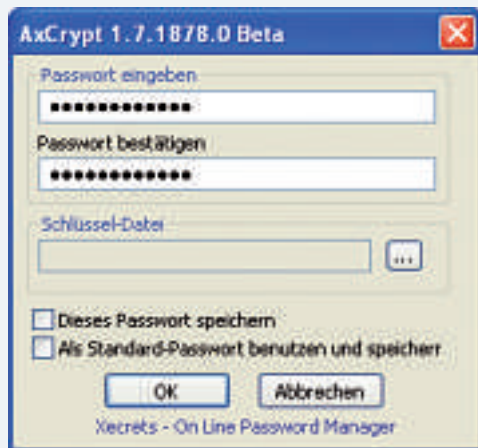 AxCrypt 1.7.1878.0 Beta
Passwort eingeben
●●●●●●●●●●●●
Passwort bestätigen
●●●●●●●●●●●●
Schlüssel-Datei
...
Dieses Passwort speichern
Als Standard-Passwort benutzen und speicherr
OK
Abbrechen
Xecrets - On Line Password Manager